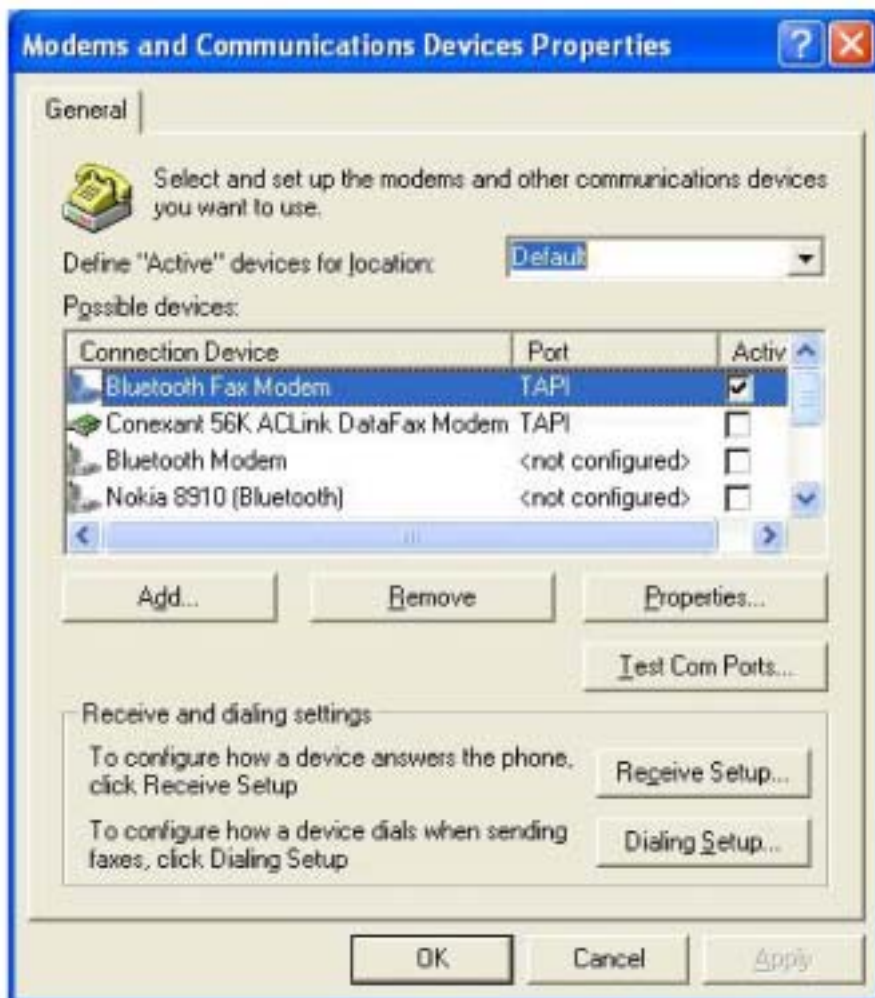 Modems and Communications Devices Properties
General
Select and set up the modems and other communications devices
you want to use.
Define "Active" devices for location:
Default
Possible devices:
Connection Device Port Activ
Bluetooth Fax Modem TAPI
Conexant 56K ACLink DataFax Modem TAPI
Bluetooth Modem <not configured>
Nokia 8910 (Bluetooth) <not configured>
Add... Remove Properties...
Test Com Ports...
Receive and dialing settings
To configure how a device answers the phone,
click Receive Setup
Receive Setup...
To configure how a device dials when sending
faxes, click Dialing Setup
Dialing Setup...
OK Cancel Apply